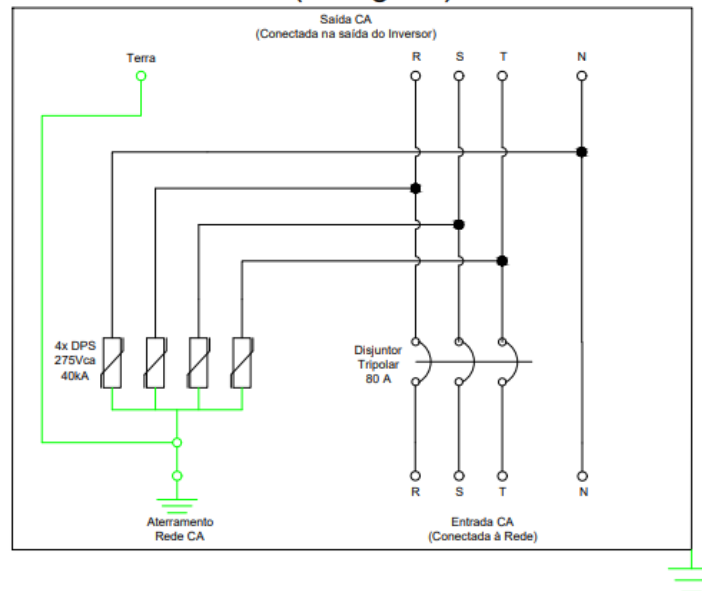 Saída CA
(Conectada na saída do Inversor)
Terra
R S T N
4x DPS
275Vca
40kA
Disjuntor
Tripolar
80 A
R S T N
Aterramento
Rede CA
Entrada CA
(Conectada à Rede)